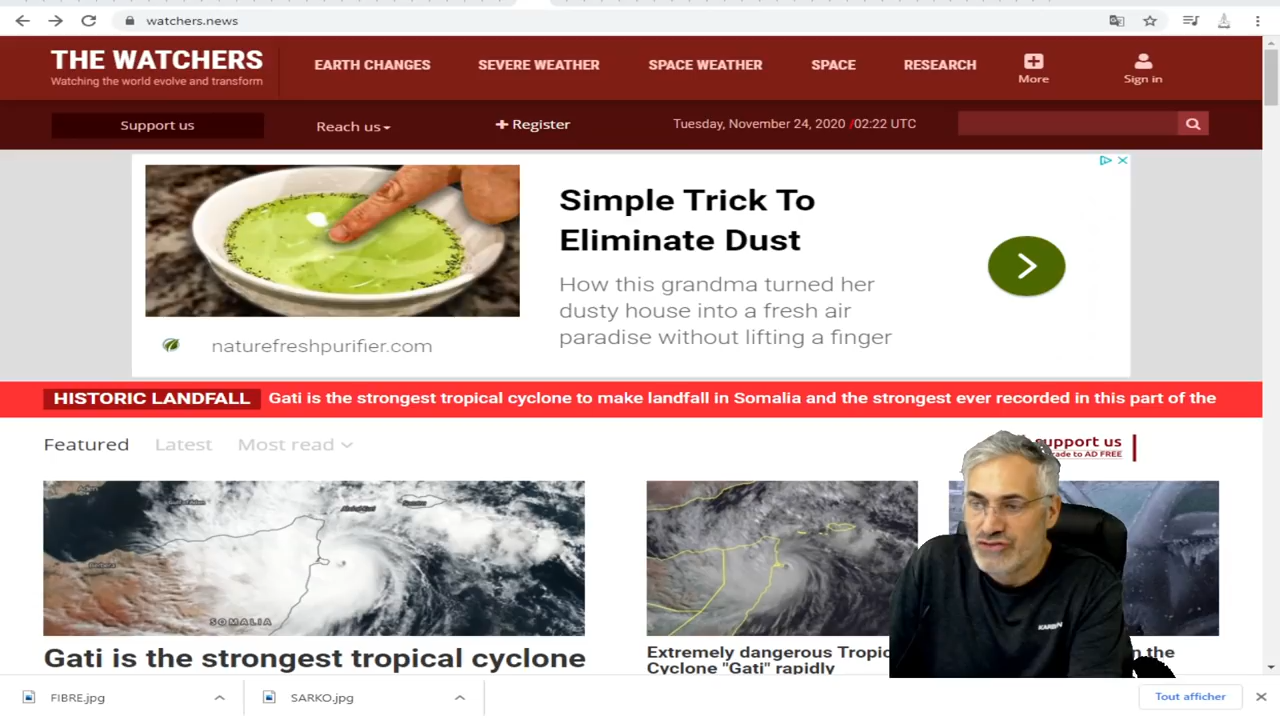 watchers.news
THE WATCHERS
Watching the world evolve and transform
EARTH CHANGES
SEVERE WEATHER
SPACE WEATHER
SPACE
RESEARCH
More
Sign in
Support us
Reach us
+ Register
Tuesday, November 24, 2020 /02:22 UTC
Simple Trick To
Eliminate Dust
How this grandma turned her
dusty house into a fresh air
paradise without lifting a finger
naturefreshpurifier.com
HISTORIC LANDFALL
Gati is the strongest tropical cyclone to make landfall in Somalia and the strongest ever recorded in this part of the
Featured
Latest
Most read
support us
to AD FREE
SOMALIA
Gati is the strongest tropical cyclone
Extremely dangerous
Cyclone "Gati" rapidly
the
FIBRE.jpg
SARKO.jpg
Tout afficher